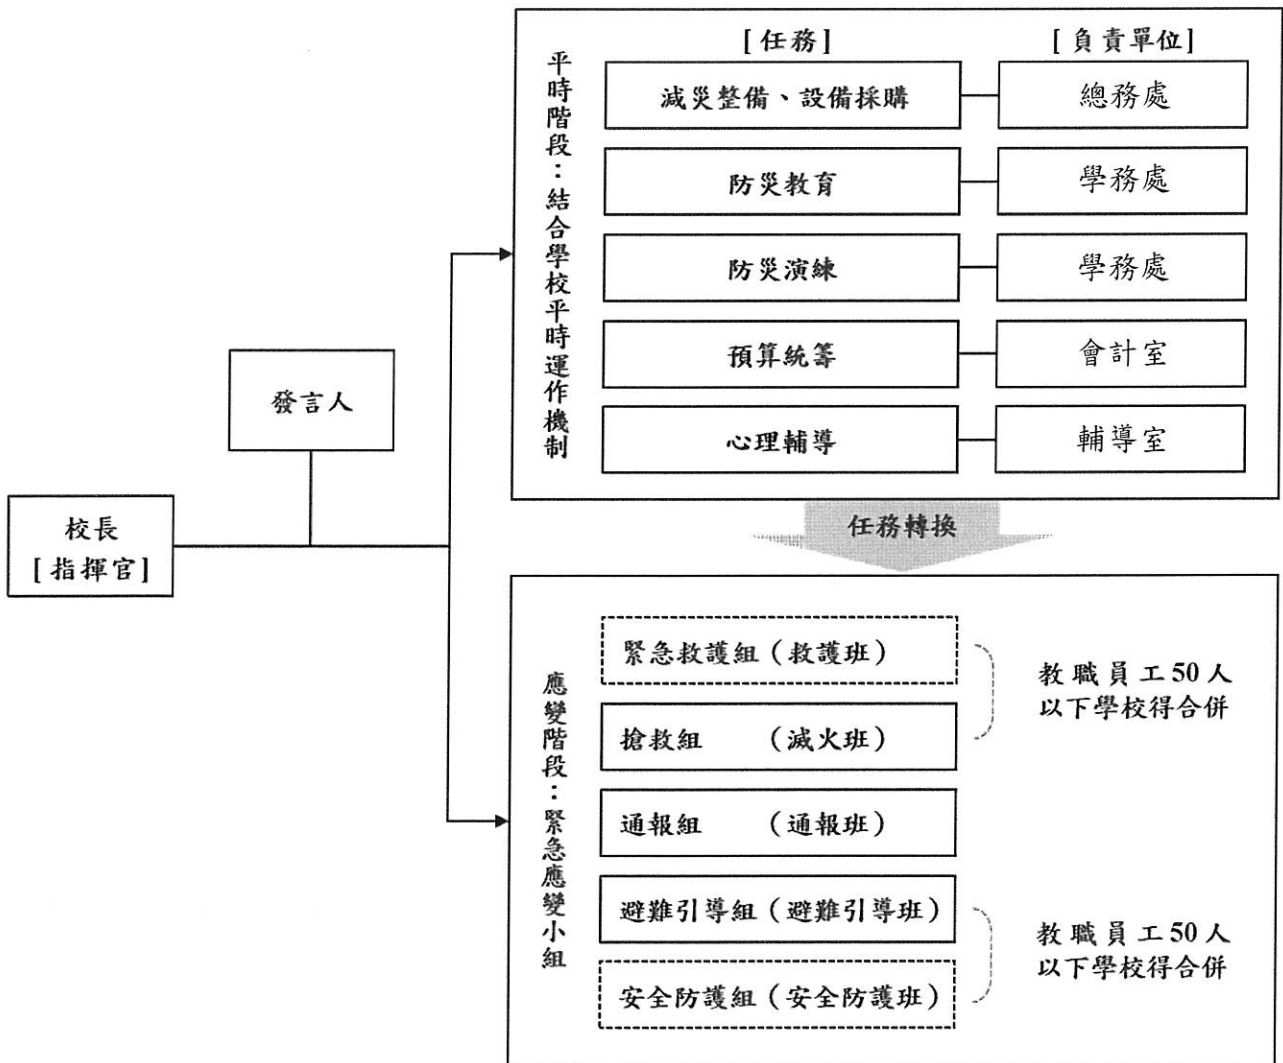 校長
[指揮官]
發言人
平時階段：結合學校平時運作機制
[任務]
[負責單位]
減災整備、設備採購
總務處
防災教育
學務處
防災演練
學務處
預算統籌
會計室
心理輔導
輔導室
任務轉換
應變階段：緊急應變小組
緊急救護組（救護班）
搶救組　　（滅火班）
通報組　　（通報班）
避難引導組（避難引導班）
安全防護組（安全防護班）
教職員工50人
以下學校得合併
教職員工50人
以下學校得合併